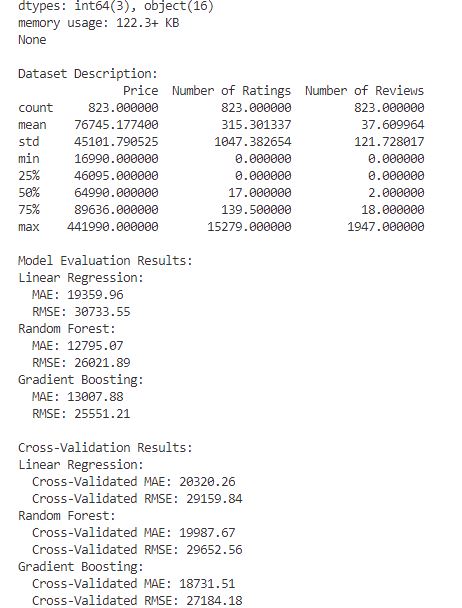 dtypes: int64(3), object(16)
memory usage: 122.3+ KB
None

Dataset Description:
               Price  Number of Ratings  Number of Reviews
count     823.000000         823.000000         823.000000
mean    76745.177400         315.301337          37.609964
std     45101.790525        1047.382654         121.728017
min     16990.000000           0.000000           0.000000
25%     46095.000000           0.000000           0.000000
50%     64990.000000          17.000000           2.000000
75%     89636.000000         139.500000          18.000000
max    441990.000000       15279.000000        1947.000000

Model Evaluation Results:
Linear Regression:
  MAE: 19359.96
  RMSE: 30733.55
Random Forest:
  MAE: 12795.07
  RMSE: 26021.89
Gradient Boosting:
  MAE: 13007.88
  RMSE: 25551.21

Cross-Validation Results:
Linear Regression:
  Cross-Validated MAE: 20320.26
  Cross-Validated RMSE: 29159.84
Random Forest:
  Cross-Validated MAE: 19987.67
  Cross-Validated RMSE: 29652.56
Gradient Boosting:
  Cross-Validated MAE: 18731.51
  Cross-Validated RMSE: 27184.18